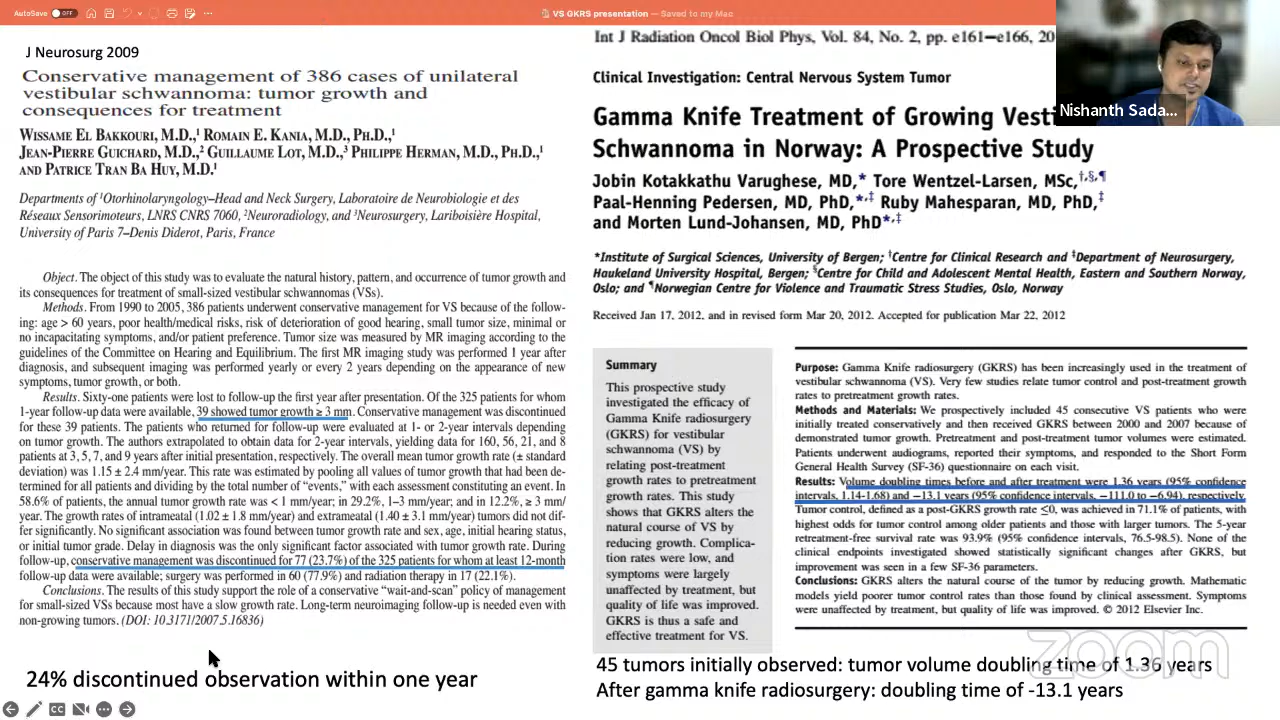 AutoSave OFF
VS GKRS presentation — Saved to my Mac
J Neurosurg 2009
Conservative management of 386 cases of unilateral
vestibular schwannoma: tumor growth and
consequences for treatment
Wissame El Bakkouri, M.D.,¹ Romain E. Kania, M.D., Ph.D.,¹
Jean-Pierre Guichard, M.D.,² Guillaume Lot, M.D.,³ Philippe Herman, M.D., Ph.D.,¹
and Patrice Tran Ba Huy, M.D.¹
Departments of ¹Otorhinolaryngology–Head and Neck Surgery, Laboratoire de Neurobiologie et des
Réseaux Sensorimoteurs, LNRS CNRS 7060, ²Neuroradiology, and ³Neurosurgery, Lariboisière Hospital,
University of Paris 7–Denis Diderot, Paris, France
Object. The object of this study was to evaluate the natural history, pattern, and occurrence of tumor growth and
its consequences for treatment of small-sized vestibular schwannomas (VSs).
Methods. From 1990 to 2005, 386 patients underwent conservative management for VS because of the follow-
ing: age > 60 years, poor health/medical risks, risk of deterioration of good hearing, small tumor size, minimal or
no incapacitating symptoms, and/or patient preference. Tumor size was measured by MR imaging according to the
guidelines of the Committee on Hearing and Equilibrium. The first MR imaging study was performed 1 year after
diagnosis, and subsequent imaging was performed yearly or every 2 years depending on the appearance of new
symptoms, tumor growth, or both.
Results. Sixty-one patients were lost to follow-up the first year after presentation. Of the 325 patients for whom
1-year follow-up data were available, 39 showed tumor growth ≥ 3 mm. Conservative management was discontinued
for these 39 patients. The patients who returned for follow-up were evaluated at 1- or 2-year intervals depending
on tumor growth. The authors extrapolated to obtain data for 2-year intervals, yielding data for 160, 56, 21, and 8
patients at 3, 5, 7, and 9 years after initial presentation, respectively. The overall mean tumor growth rate (± standard
deviation) was 1.15 ± 2.4 mm/year. This rate was estimated by pooling all values of tumor growth that had been de-
termined for all patients and dividing by the total number of "events," with each assessment constituting an event. In
58.6% of patients, the annual tumor growth rate was < 1 mm/year; in 29.2%, 1–3 mm/year; and in 12.2%, ≥ 3 mm/
year. The growth rates of intrameatal (1.02 ± 1.8 mm/year) and extrameatal (1.40 ± 3.1 mm/year) tumors did not dif-
fer significantly. No significant association was found between tumor growth rate and sex, age, initial hearing status,
or initial tumor grade. Delay in diagnosis was the only significant factor associated with tumor growth rate. During
follow-up, conservative management was discontinued for 77 (23.7%) of the 325 patients for whom at least 12-month
follow-up data were available; surgery was performed in 60 (77.9%) and radiation therapy in 17 (22.1%).
Conclusions. The results of this study support the role of a conservative "wait-and-scan" policy of management
for small-sized VSs because most have a slow growth rate. Long-term neuroimaging follow-up is needed even with
non-growing tumors. (DOI: 10.3171/2007.5.16836)
24% discontinued observation within one year
Int J Radiation Oncol Biol Phys, Vol. 84, No. 2, pp. e161–e166, 20
Clinical Investigation: Central Nervous System Tumor
Gamma Knife Treatment of Growing Vesti
Schwannoma in Norway: A Prospective Study
Jobin Kotakkathu Varughese, MD,* Tore Wentzel-Larsen, MSc,†,§,¶
Paal-Henning Pedersen, MD, PhD,*,‡ Ruby Mahesparan, MD, PhD,‡
and Morten Lund-Johansen, MD, PhD*,‡
*Institute of Surgical Sciences, University of Bergen; †Centre for Clinical Research and ‡Department of Neurosurgery,
Haukeland University Hospital, Bergen; §Centre for Child and Adolescent Mental Health, Eastern and Southern Norway,
Oslo; and ¶Norwegian Centre for Violence and Traumatic Stress Studies, Oslo, Norway
Received Jan 17, 2012, and in revised form Mar 20, 2012. Accepted for publication Mar 22, 2012
Summary
This prospective study
investigated the efficacy of
Gamma Knife radiosurgery
(GKRS) for vestibular
schwannoma (VS) by
relating post-treatment
growth rates to pretreatment
growth rates. This study
shows that GKRS alters the
natural course of VS by
reducing growth. Complica-
tion rates were low, and
symptoms were largely
unaffected by treatment, but
quality of life was improved.
GKRS is thus a safe and
effective treatment for VS.
Purpose: Gamma Knife radiosurgery (GKRS) has been increasingly used in the treatment of
vestibular schwannoma (VS). Very few studies relate tumor control and post-treatment growth
rates to pretreatment growth rates.
Methods and Materials: We prospectively included 45 consecutive VS patients who were
initially treated conservatively and then received GKRS between 2000 and 2007 because of
demonstrated tumor growth. Pretreatment and post-treatment tumor volumes were estimated.
Patients underwent audiograms, reported their symptoms, and responded to the Short Form
General Health Survey (SF-36) questionnaire on each visit.
Results: Volume doubling times before and after treatment were 1.36 years (95% confidence
intervals, 1.14-1.68) and −13.1 years (95% confidence intervals, −111.0 to −6.94), respectively.
Tumor control, defined as a post-GKRS growth rate ≤0, was achieved in 71.1% of patients, with
highest odds for tumor control among older patients and those with larger tumors. The 5-year
retreatment-free survival rate was 93.9% (95% confidence intervals, 76.5-98.5). None of the
clinical endpoints investigated showed statistically significant changes after GKRS, but
improvement was seen in a few SF-36 parameters.
Conclusions: GKRS alters the natural course of the tumor by reducing growth. Mathematic
models yield poorer tumor control rates than those found by clinical assessment. Symptoms
were unaffected by treatment, but quality of life was improved. © 2012 Elsevier Inc.
45 tumors initially observed: tumor volume doubling time of 1.36 years
After gamma knife radiosurgery: doubling time of -13.1 years
Nishanth Sada...
zoom
CC